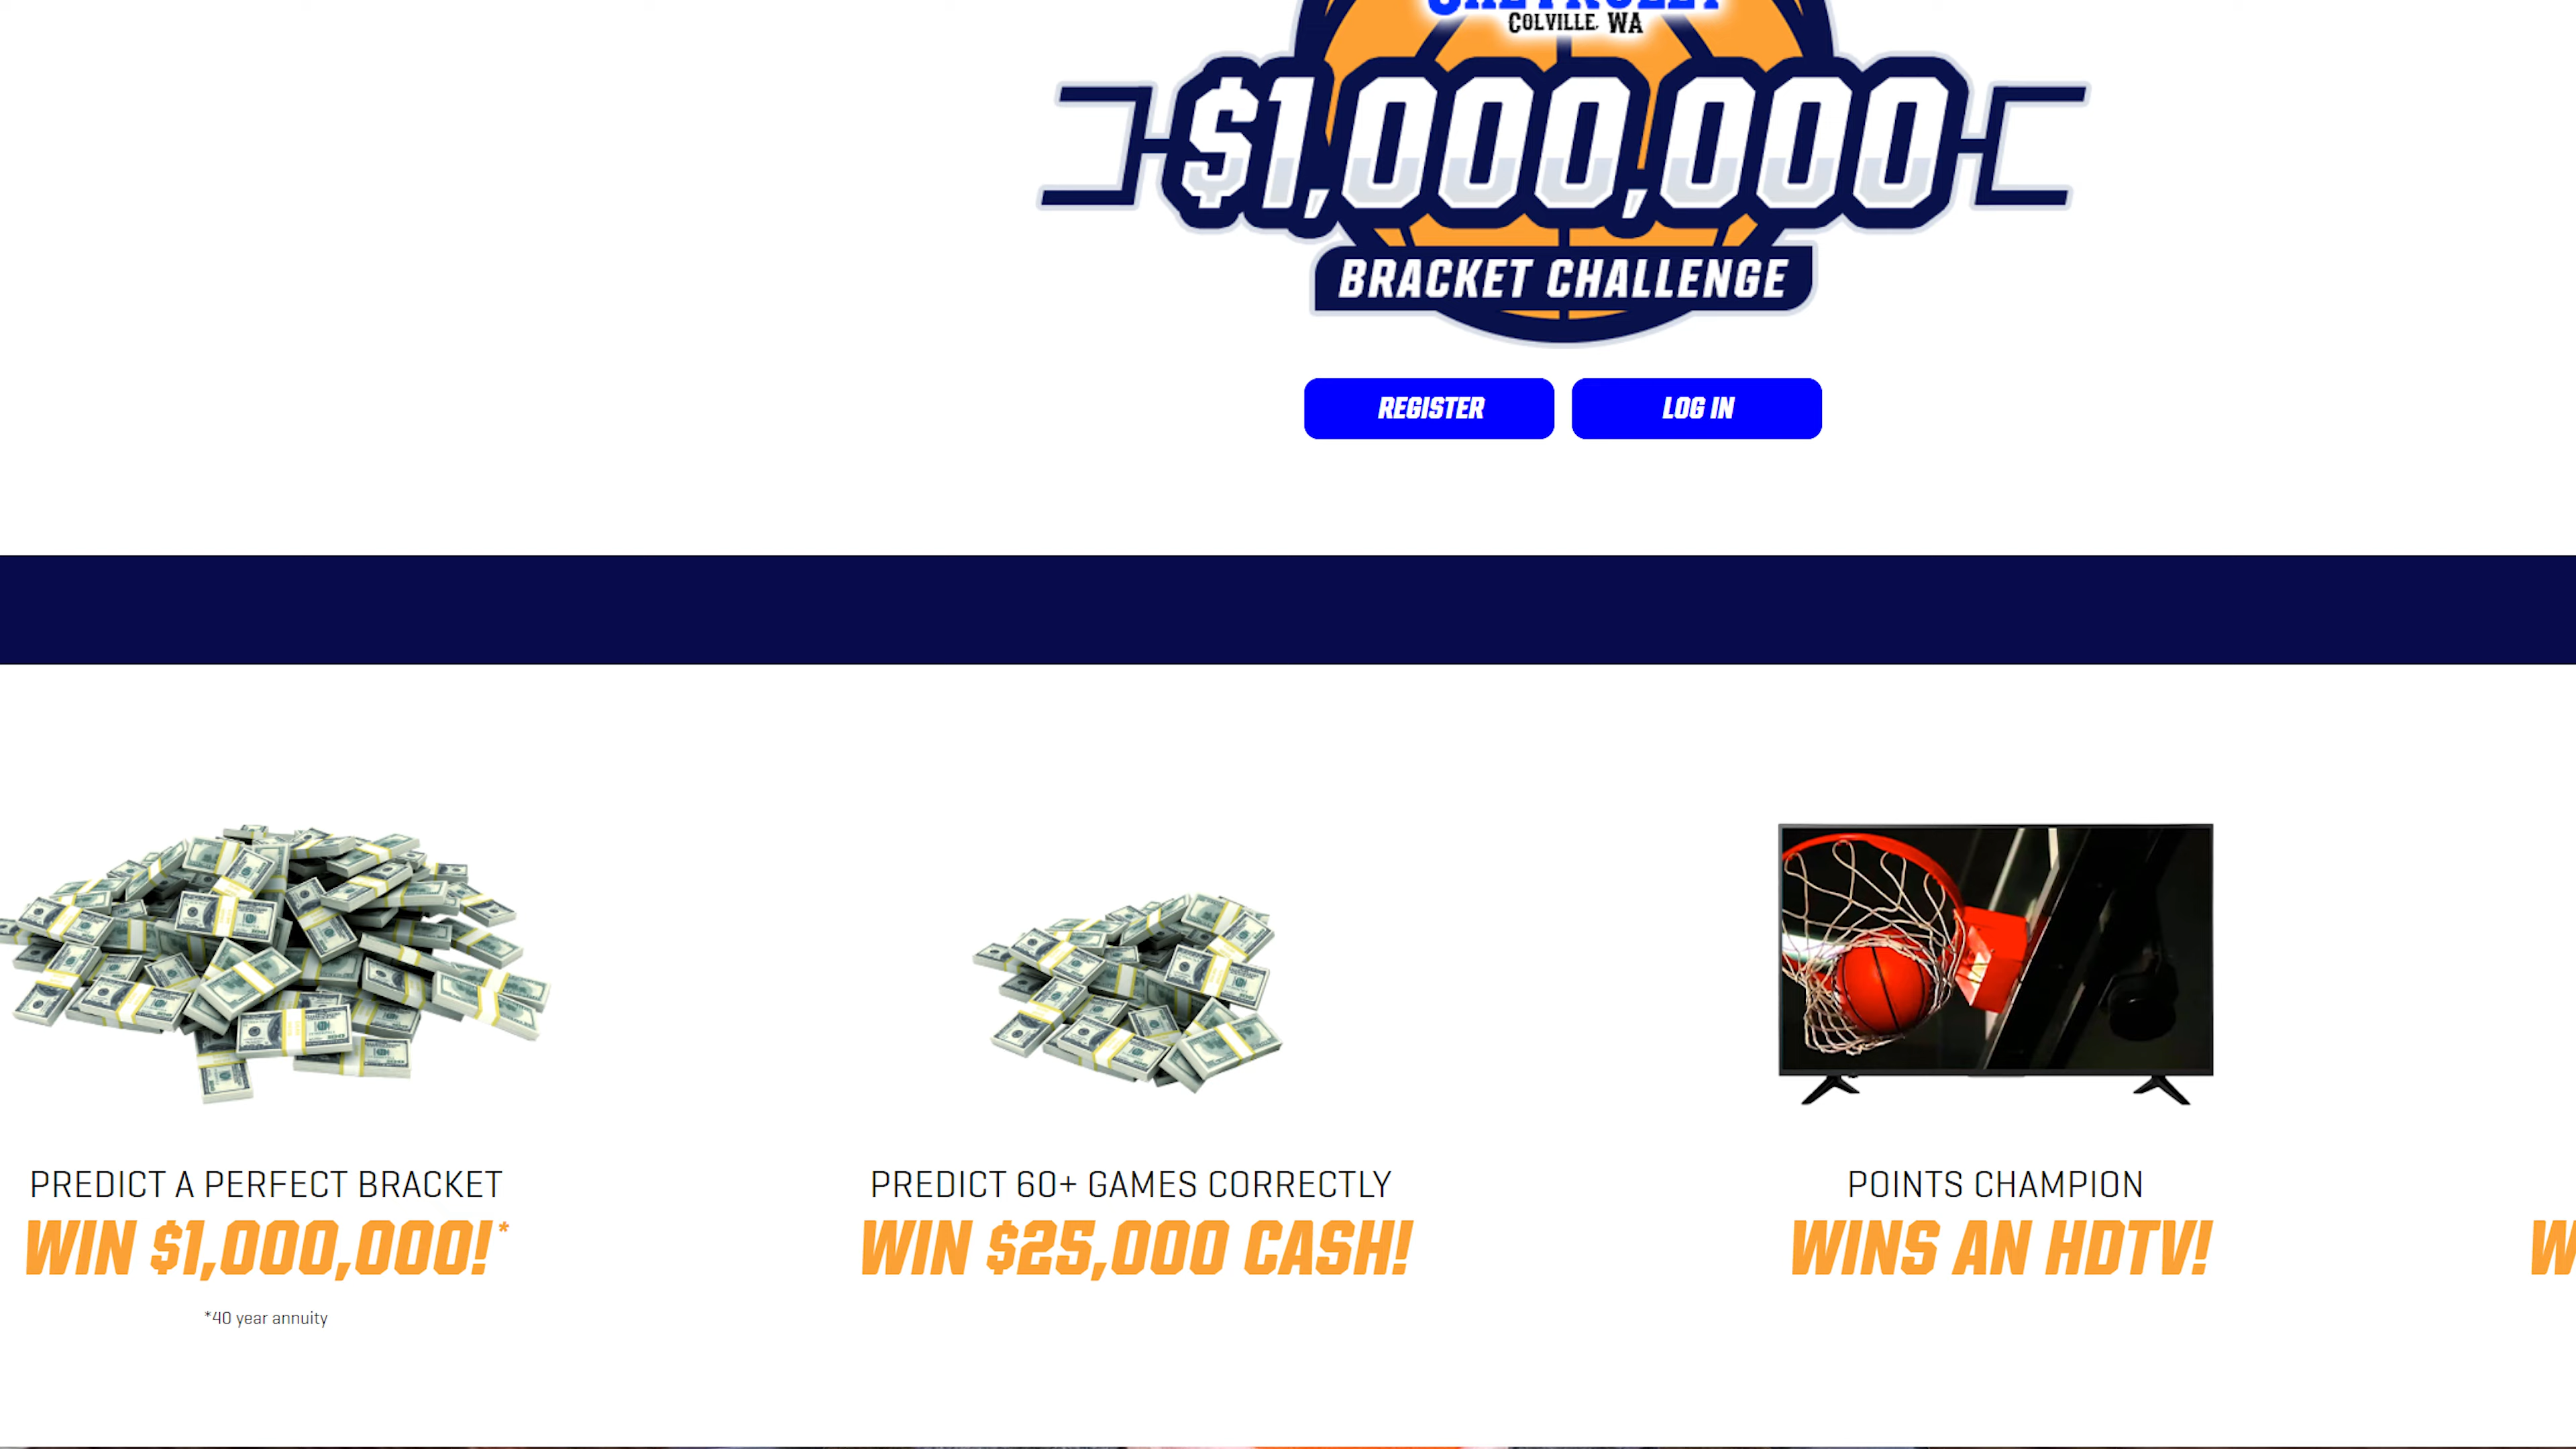 CHEVROLET
COLVILLE, WA
$1,000,000
BRACKET CHALLENGE
REGISTER
LOG IN
PREDICT A PERFECT BRACKET
WIN $1,000,000!*
*40 year annuity
PREDICT 60+ GAMES CORRECTLY
WIN $25,000 CASH!
POINTS CHAMPION
WINS AN HDTV!
W